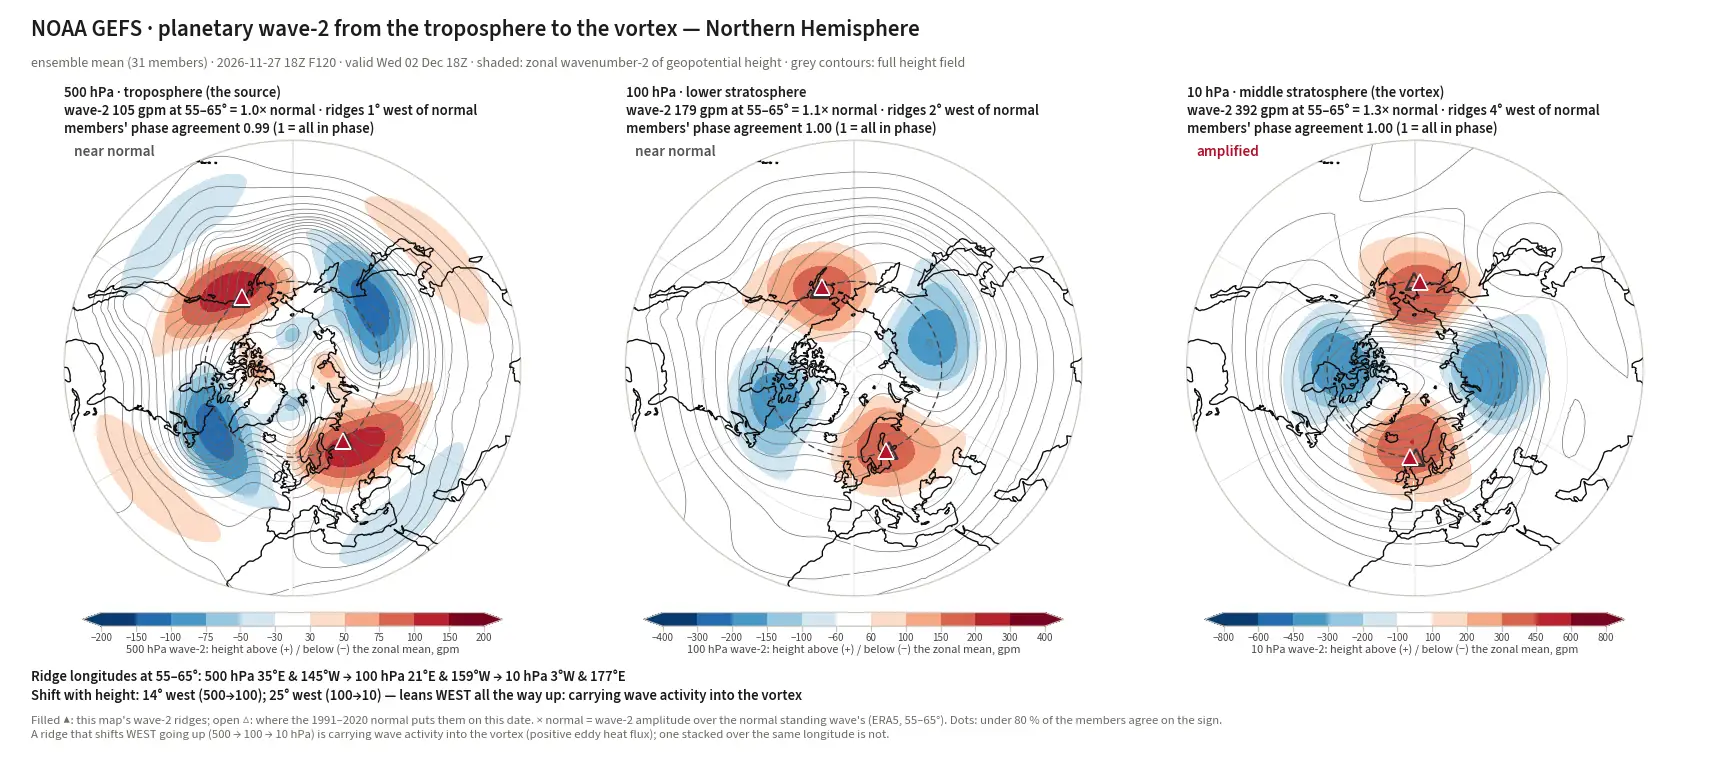 NOAA GEFS · planetary wave-2 from the troposphere to the vortex — Northern Hemisphere
ensemble mean (31 members) · 2026-11-27 18Z F120 · valid Wed 02 Dec 18Z · shaded: zonal wavenumber-2 of geopotential height · grey contours: full height field
500 hPa · troposphere (the source)
wave-2 105 gpm at 55–65° = 1.0× normal · ridges 1° west of normal
members' phase agreement 0.99 (1 = all in phase)
near normal
100 hPa · lower stratosphere
wave-2 179 gpm at 55–65° = 1.1× normal · ridges 2° west of normal
members' phase agreement 1.00 (1 = all in phase)
near normal
10 hPa · middle stratosphere (the vortex)
wave-2 392 gpm at 55–65° = 1.3× normal · ridges 4° west of normal
members' phase agreement 1.00 (1 = all in phase)
amplified
−200 −150 −100 −75 −50 −30 30 50 75 100 150 200
500 hPa wave-2: height above (+) / below (−) the zonal mean, gpm
−400 −300 −200 −150 −100 −60 60 100 150 200 300 400
100 hPa wave-2: height above (+) / below (−) the zonal mean, gpm
−800 −600 −450 −300 −200 −100 100 200 300 450 600 800
10 hPa wave-2: height above (+) / below (−) the zonal mean, gpm
Ridge longitudes at 55–65°: 500 hPa 35°E & 145°W → 100 hPa 21°E & 159°W → 10 hPa 3°W & 177°E
Shift with height: 14° west (500→100); 25° west (100→10) — leans WEST all the way up: carrying wave activity into the vortex
Filled ▲: this map's wave-2 ridges; open △: where the 1991–2020 normal puts them on this date. × normal = wave-2 amplitude over the normal standing wave's (ERA5, 55–65°). Dots: under 80 % of the members agree on the sign.
A ridge that shifts WEST going up (500 → 100 → 10 hPa) is carrying wave activity into the vortex (positive eddy heat flux); one stacked over the same longitude is not.